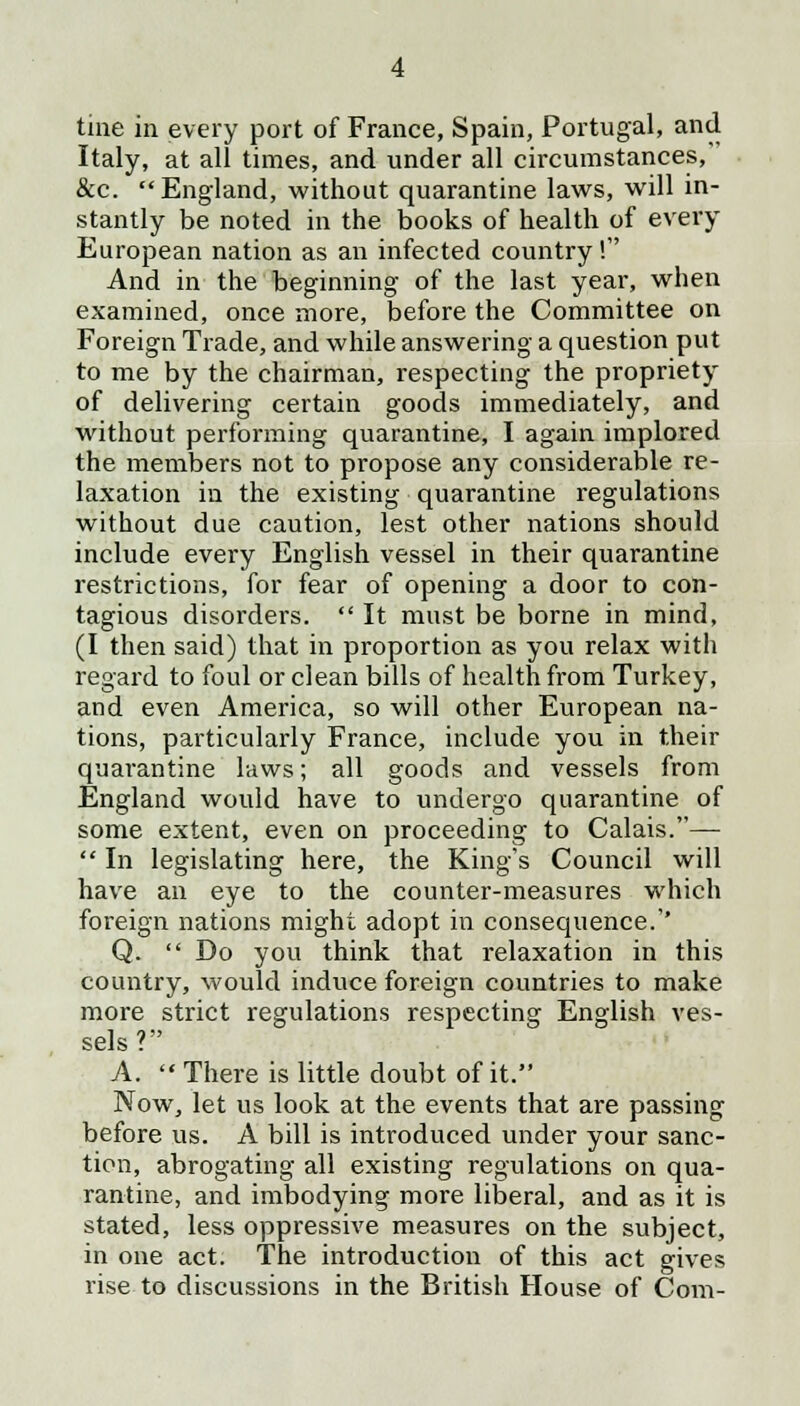 4
tine in every port of France, Spain, Portugal, and
Italy, at all times, and under all circumstances,"
&c. "England, without quarantine laws, will in-
stantly be noted in the books of health of every
European nation as an infected country!"
And in the beginning of the last year, when
examined, once more, before the Committee on
Foreign Trade, and while answering a question put
to me by the chairman, respecting the propriety
of delivering certain goods immediately, and
without performing quarantine, I again implored
the members not to propose any considerable re-
laxation in the existing quarantine regulations
without due caution, lest other nations should
include every English vessel in their quarantine
restrictions, for fear of opening a door to con-
tagious disorders. "It must be borne in mind,
(I then said) that in proportion as you relax with
regard to foul or clean bills of health from Turkey,
and even America, so will other European na-
tions, particularly France, include you in their
quarantine laws; all goods and vessels from
England would have to undergo quarantine of
some extent, even on proceeding to Calais."—
"In legislating here, the King's Council will
have an eye to the counter-measures which
foreign nations might adopt in consequence."
Q. "Do you think that relaxation in this
country, would induce foreign countries to make
more strict regulations respecting English ves-
sels?"
A. "There is little doubt of it."
Now, let us look at the events that are passing
before us. A bill is introduced under your sanc-
tion, abrogating all existing regulations on qua-
rantine, and imbodying more liberal, and as it is
stated, less oppressive measures on the subject,
in one act. The introduction of this act gives
rise to discussions in the British House of Com-